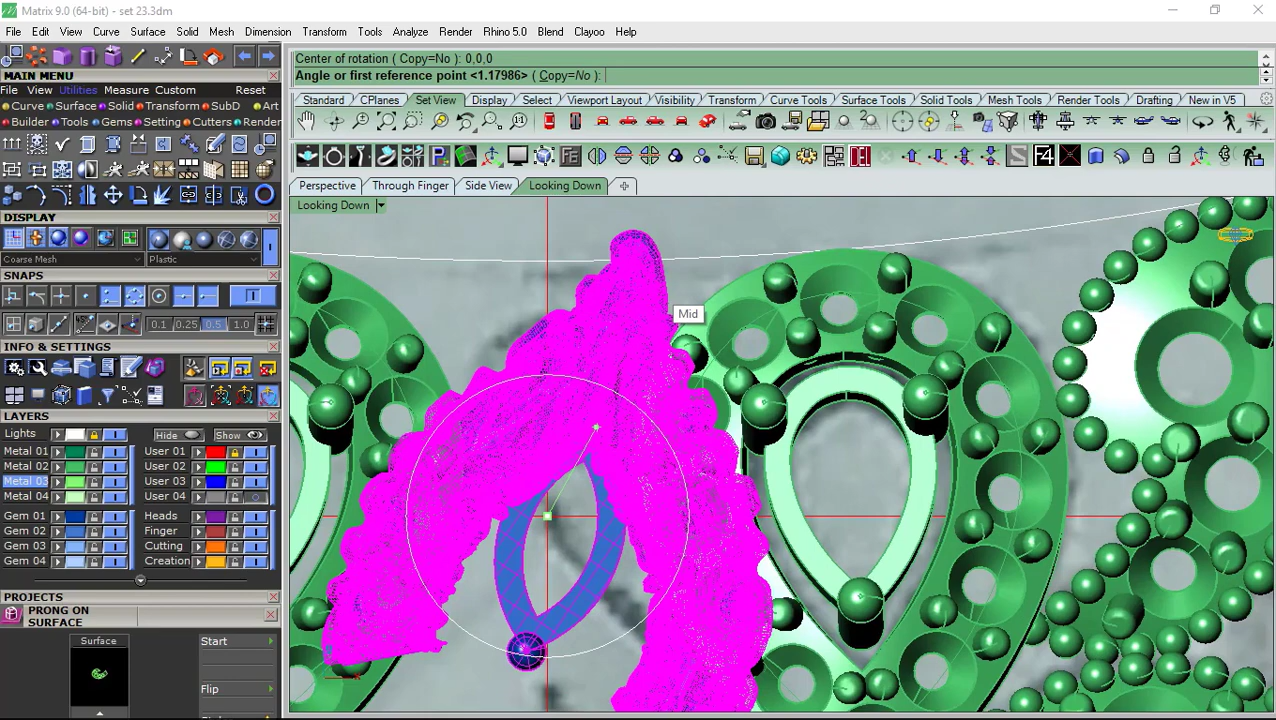 Matrix 9.0 (64-bit) - set 23.3dm
File Edit View Curve Surface Solid Mesh Dimension Transform Tools Analyze Render Rhino 5.0 Blend Clayoo Help
Center of rotation ( Copy=No ): 0,0,0
Angle or first reference point <1.17986> ( Copy=No ):
MAIN MENU
File View Utilities Measure Custom
Curve Surface Solid Transform SubD Art
Builder Tools Gems Setting Cutters Render
Standard CPlanes Set View Display Select Viewport Layout Visibility Transform Curve Tools Surface Tools Solid Tools Mesh Tools Render Tools Drafting New in V5
Perspective Through Finger Side View Looking Down
Looking Down
DISPLAY
Coarse Mesh Plastic
SNAPS
0.1 0.25 0.5 1.0
INFO & SETTINGS
LAYERS
Lights Hide Show
Metal 01 User 01
Metal 02 User 02
Metal 03 User 03
Metal 04 User 04
Gem 01 Heads
Gem 02 Finger
Gem 03 Cutting
Gem 04 Creation
PROJECTS
PRONG ON
SURFACE
Surface
Start
Flip
Mid